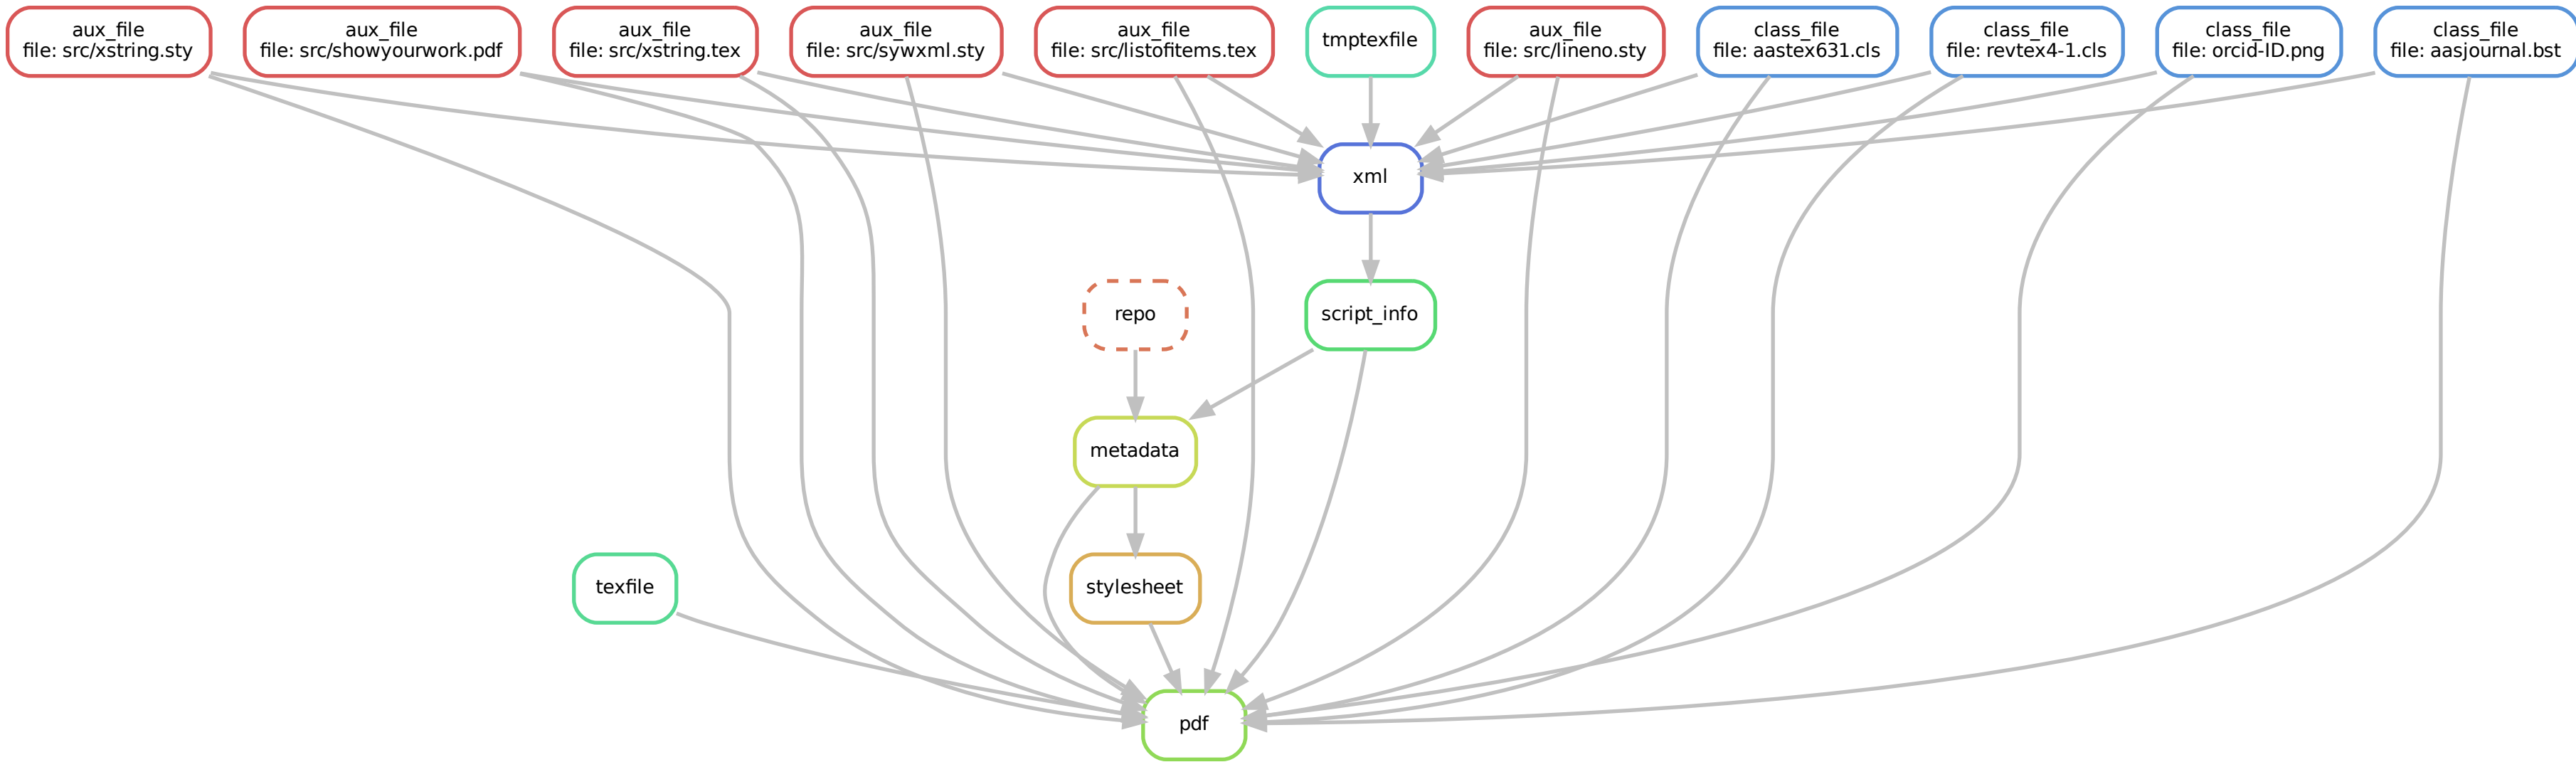 aux_file
file: src/xstring.sty
aux_file
file: src/showyourwork.pdf
aux_file
file: src/xstring.tex
aux_file
file: src/sywxml.sty
aux_file
file: src/listofitems.tex
tmptexfile
aux_file
file: src/lineno.sty
class_file
file: aastex631.cls
class_file
file: revtex4-1.cls
class_file
file: orcid-ID.png
class_file
file: aasjournal.bst
xml
repo
script_info
metadata
texfile
stylesheet
pdf